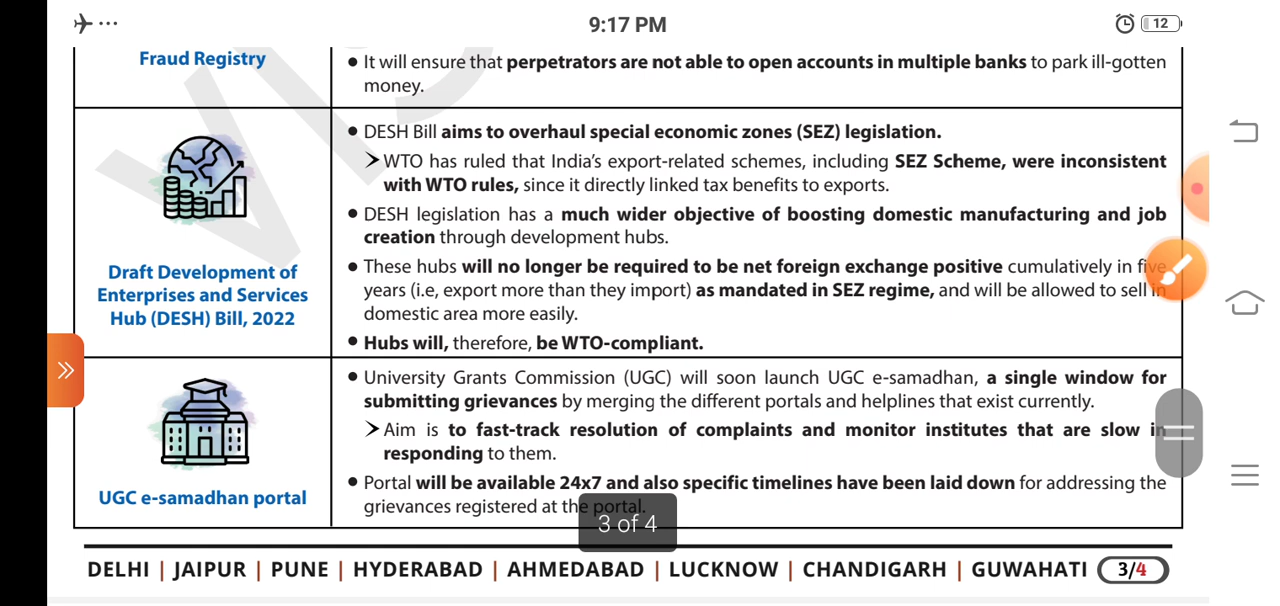 9:17 PM
12
Fraud Registry
• It will ensure that perpetrators are not able to open accounts in multiple banks to park ill-gotten
money.
Draft Development of
Enterprises and Services
Hub (DESH) Bill, 2022
• DESH Bill aims to overhaul special economic zones (SEZ) legislation.
➤ WTO has ruled that India's export-related schemes, including SEZ Scheme, were inconsistent
with WTO rules, since it directly linked tax benefits to exports.
• DESH legislation has a much wider objective of boosting domestic manufacturing and job
creation through development hubs.
• These hubs will no longer be required to be net foreign exchange positive cumulatively in five
years (i.e, export more than they import) as mandated in SEZ regime, and will be allowed to sell in
domestic area more easily.
• Hubs will, therefore, be WTO-compliant.
UGC e-samadhan portal
• University Grants Commission (UGC) will soon launch UGC e-samadhan, a single window for
submitting grievances by merging the different portals and helplines that exist currently.
➤ Aim is to fast-track resolution of complaints and monitor institutes that are slow in
responding to them.
• Portal will be available 24x7 and also specific timelines have been laid down for addressing the
grievances registered at the portal.
3 of 4
DELHI | JAIPUR | PUNE | HYDERABAD | AHMEDABAD | LUCKNOW | CHANDIGARH | GUWAHATI 3/4